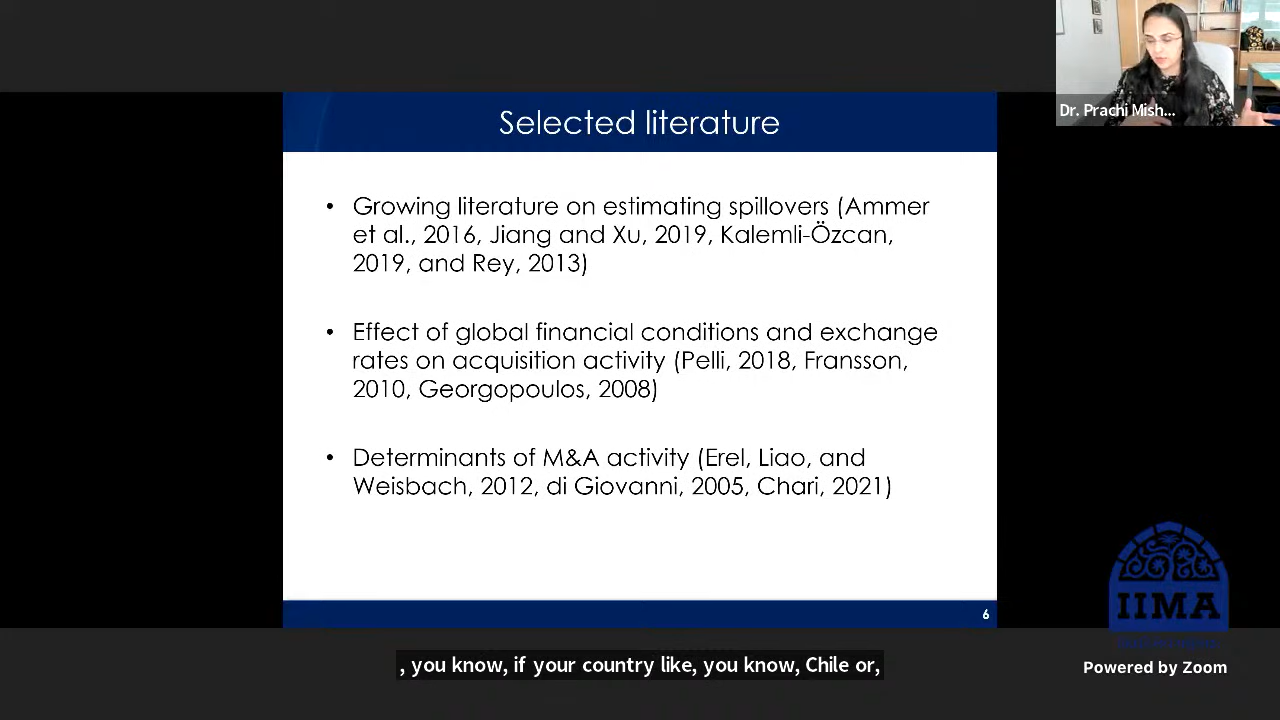 Dr. Prachi Mish...
Selected literature
• Growing literature on estimating spillovers (Ammer
et al., 2016, Jiang and Xu, 2019, Kalemli-Özcan,
2019, and Rey, 2013)
• Effect of global financial conditions and exchange
rates on acquisition activity (Pelli, 2018, Fransson,
2010, Georgopoulos, 2008)
• Determinants of M&A activity (Erel, Liao, and
Weisbach, 2012, di Giovanni, 2005, Chari, 2021)
6
IIMA
, you know, if your country like, you know, Chile or,
Powered by Zoom